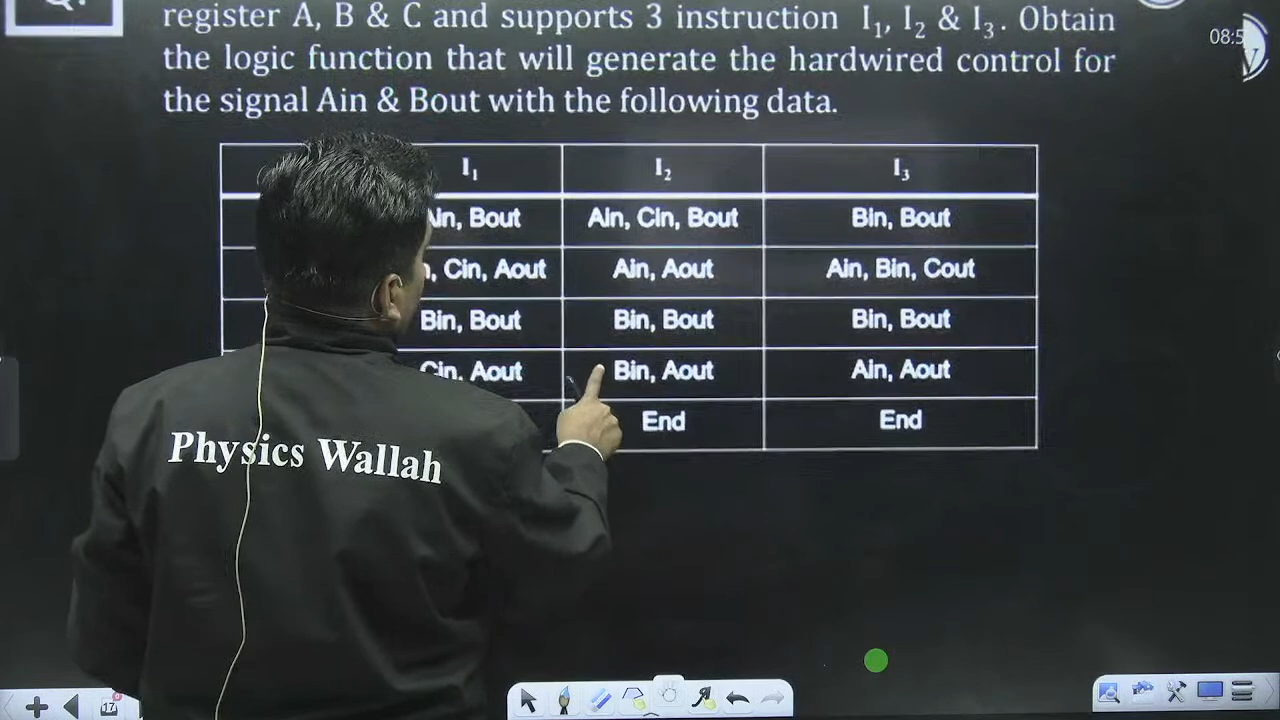 register A, B & C and supports 3 instruction I₁, I₂ & I₃. Obtain
the logic function that will generate the hardwired control for
the signal Ain & Bout with the following data.
I₁ I₂ I₃
Ain, Bout Ain, CIn, Bout Bin, Bout
Cin, Aout Ain, Aout Ain, Bin, Cout
Bin, Bout Bin, Bout Bin, Bout
Cin, Aout Bin, Aout Ain, Aout
End End
Physics Wallah
17